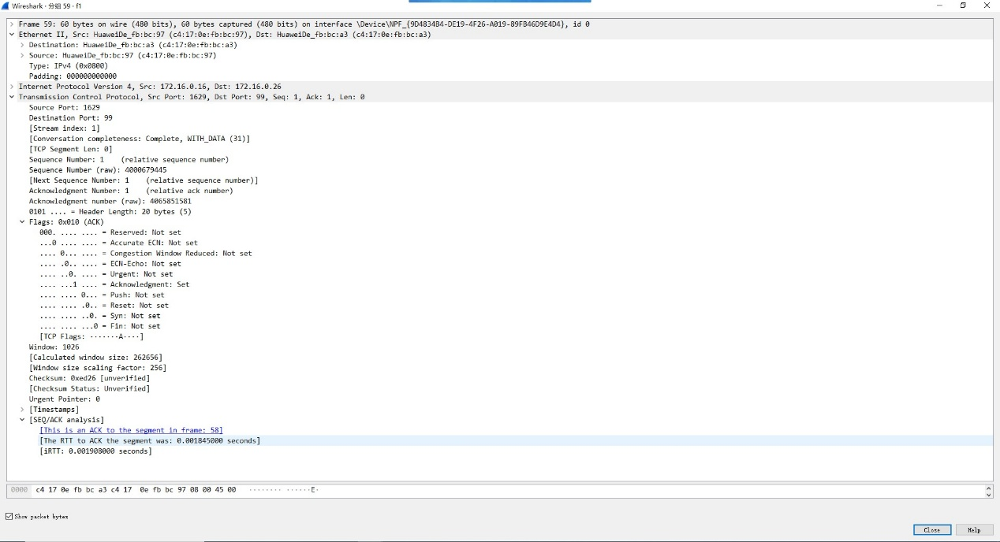 Wireshark · 分组 59 · f1
Frame 59: 60 bytes on wire (480 bits), 60 bytes captured (480 bits) on interface \Device\NPF_{9D4834B4-DE19-4F26-A019-B9FB46D9E4D4}, id 0
Ethernet II, Src: HuaweiDe_fb:bc:97 (c4:17:0e:fb:bc:97), Dst: HuaweiDe_fb:bc:a3 (c4:17:0e:fb:bc:a3)
Destination: HuaweiDe_fb:bc:a3 (c4:17:0e:fb:bc:a3)
Source: HuaweiDe_fb:bc:97 (c4:17:0e:fb:bc:97)
Type: IPv4 (0x0800)
Padding: 000000000000
Internet Protocol Version 4, Src: 172.16.0.16, Dst: 172.16.0.26
Transmission Control Protocol, Src Port: 1629, Dst Port: 99, Seq: 1, Ack: 1, Len: 0
Source Port: 1629
Destination Port: 99
[Stream index: 1]
[Conversation completeness: Complete, WITH_DATA (31)]
[TCP Segment Len: 0]
Sequence Number: 1    (relative sequence number)
Sequence Number (raw): 4000679445
[Next Sequence Number: 1    (relative sequence number)]
Acknowledgment Number: 1    (relative ack number)
Acknowledgment number (raw): 4065851581
0101 .... = Header Length: 20 bytes (5)
Flags: 0x010 (ACK)
000. .... .... = Reserved: Not set
...0 .... .... = Accurate ECN: Not set
.... 0... .... = Congestion Window Reduced: Not set
.... .0.. .... = ECN-Echo: Not set
.... ..0. .... = Urgent: Not set
.... ...1 .... = Acknowledgment: Set
.... .... 0... = Push: Not set
.... .... .0.. = Reset: Not set
.... .... ..0. = Syn: Not set
.... .... ...0 = Fin: Not set
[TCP Flags: ·······A····]
Window: 1026
[Calculated window size: 262656]
[Window size scaling factor: 256]
Checksum: 0xed26 [unverified]
[Checksum Status: Unverified]
Urgent Pointer: 0
[Timestamps]
[SEQ/ACK analysis]
[This is an ACK to the segment in frame: 58]
[The RTT to ACK the segment was: 0.001845000 seconds]
[iRTT: 0.001908000 seconds]
0000 c4 17 0e fb bc a3 c4 17  0e fb bc 97 08 00 45 00   ········ ······E·
Show packet bytes
Close Help